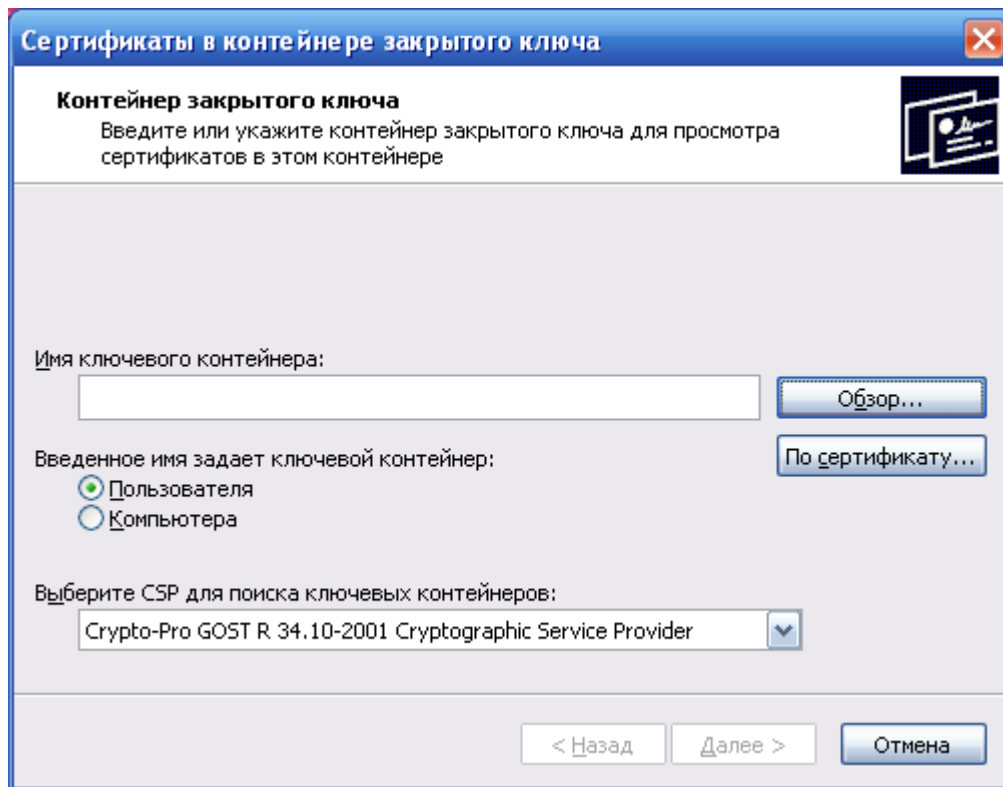 Сертификаты в контейнере закрытого ключа
Контейнер закрытого ключа
Введите или укажите контейнер закрытого ключа для просмотра
сертификатов в этом контейнере
Имя ключевого контейнера:
Обзор...
Введенное имя задает ключевой контейнер:
По сертификату...
Пользователя
Компьютера
Выберите CSP для поиска ключевых контейнеров:
Crypto-Pro GOST R 34.10-2001 Cryptographic Service Provider
< Назад
Далее >
Отмена